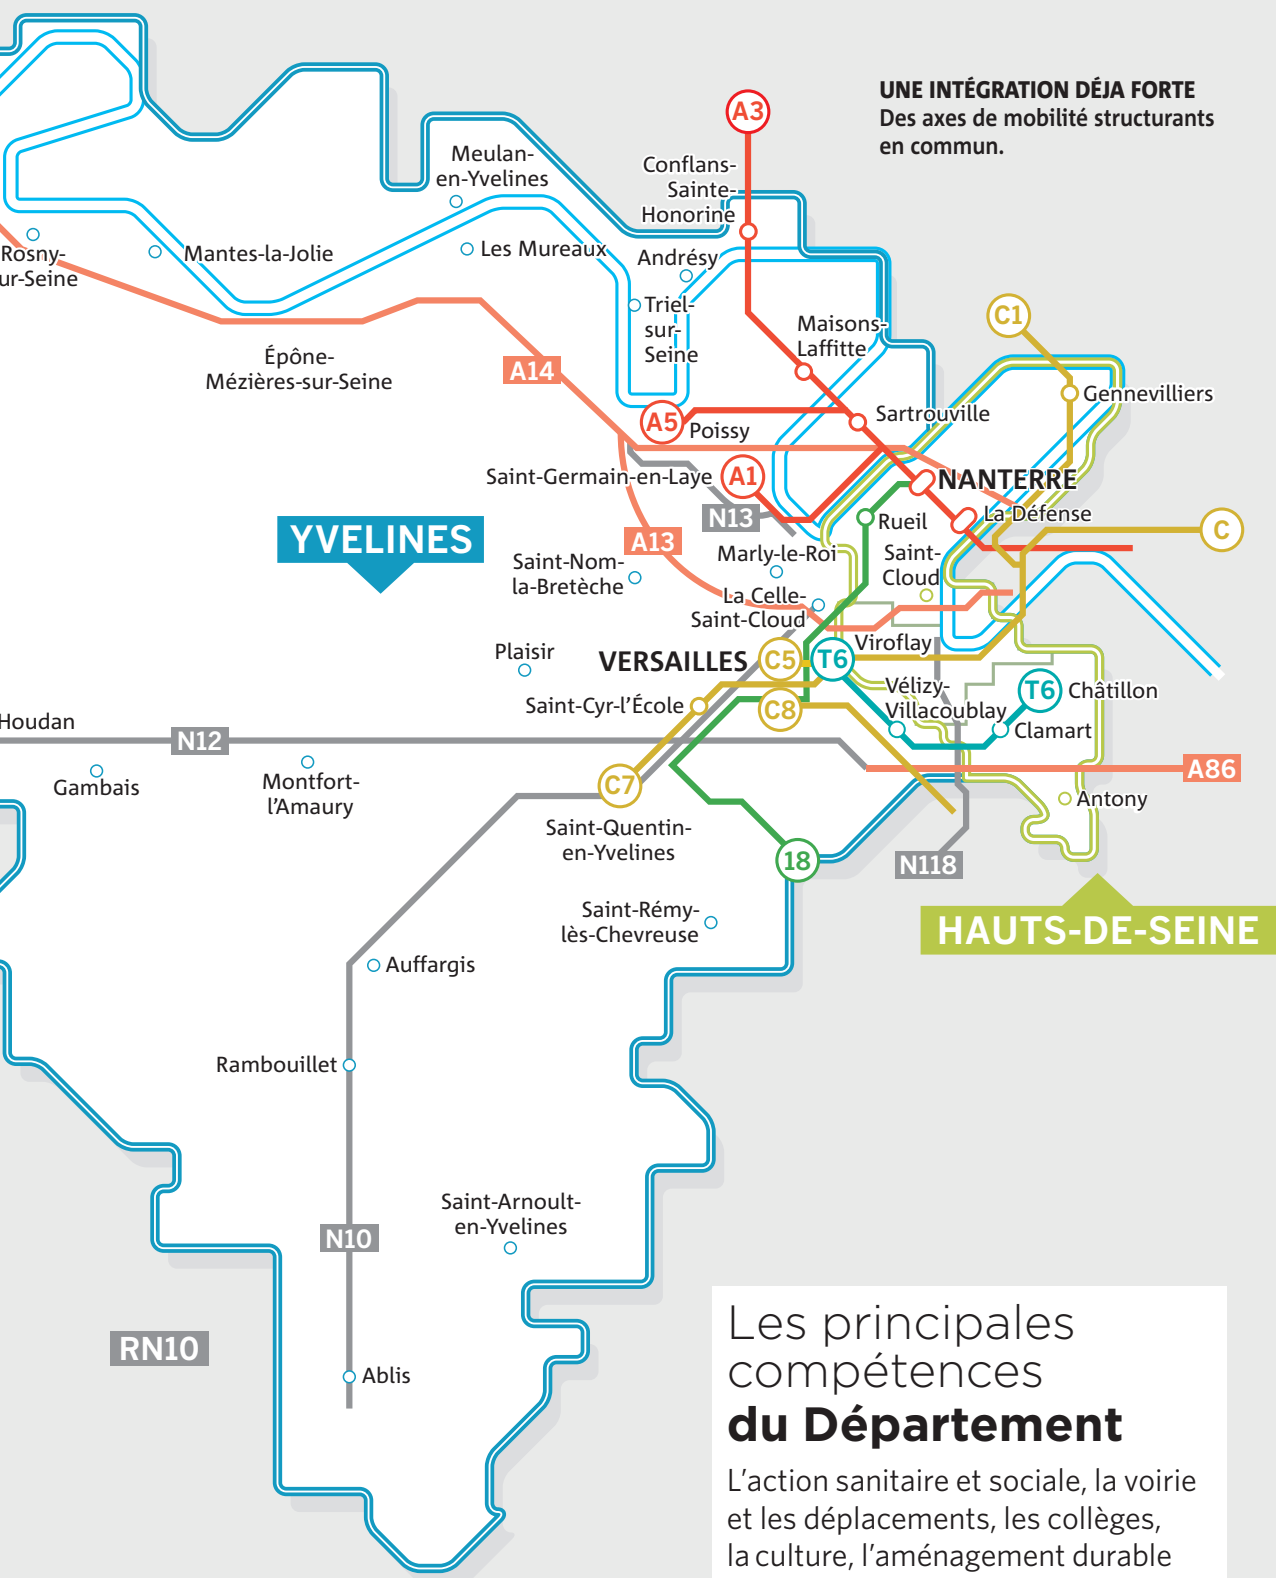 UNE INTÉGRATION DÉJA FORTE
Des axes de mobilité structurants
en commun.
A3
Meulan-
en-Yvelines
Conflans-
Sainte-
Honorine
Rosny-
ur-Seine
Mantes-la-Jolie
Les Mureaux
Andrésy
Triel-
sur-
Seine
Maisons-
Laffitte
C1
Épône-
Mézières-sur-Seine
A14
Gennevilliers
A5
Poissy
Sartrouville
Saint-Germain-en-Laye
A1
NANTERRE
N13
La Défense
Rueil
C
YVELINES
A13
Marly-le-Roi
Saint-
Cloud
Saint-Nom-
la-Bretèche
La Celle-
Saint-Cloud
Plaisir
VERSAILLES
C5
T6
Viroflay
Vélizy-
Villacoublay
T6
Châtillon
Saint-Cyr-l'École
C8
Clamart
Houdan
N12
A86
Gambais
Montfort-
l'Amaury
C7
Antony
Saint-Quentin-
en-Yvelines
18
N118
Saint-Rémy-
lès-Chevreuse
HAUTS-DE-SEINE
Auffargis
Rambouillet
Saint-Arnoult-
en-Yvelines
N10
RN10
Ablis
Les principales
compétences
du Département
L'action sanitaire et sociale, la voirie
et les déplacements, les collèges,
la culture, l'aménagement durable